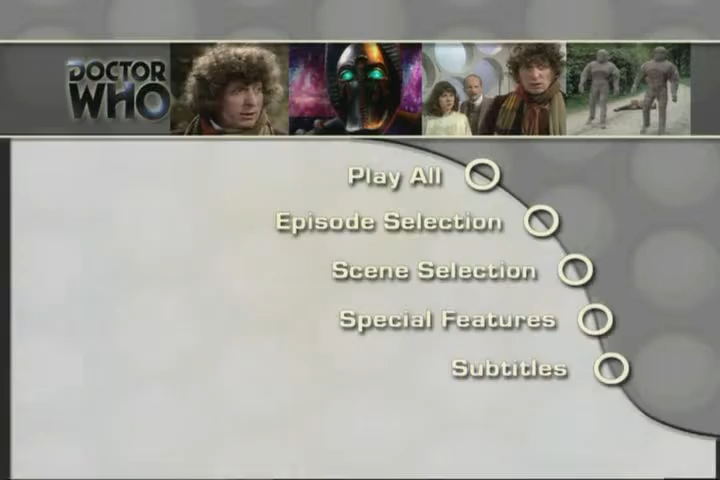 DOCTOR
WHO
Play All
Episode Selection
Scene Selection
Special Features
Subtitles